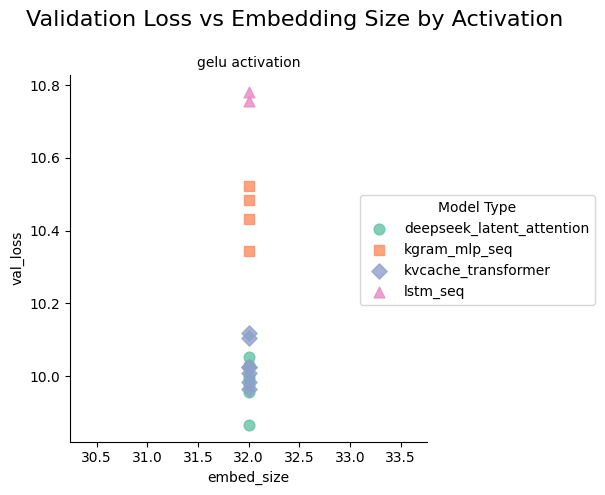 Validation Loss vs Embedding Size by Activation
gelu activation
val_loss
10.8
10.6
10.4
10.2
10.0
30.5 31.0 31.5 32.0 32.5 33.0 33.5
embed_size
Model Type
deepseek_latent_attention
kgram_mlp_seq
kvcache_transformer
lstm_seq